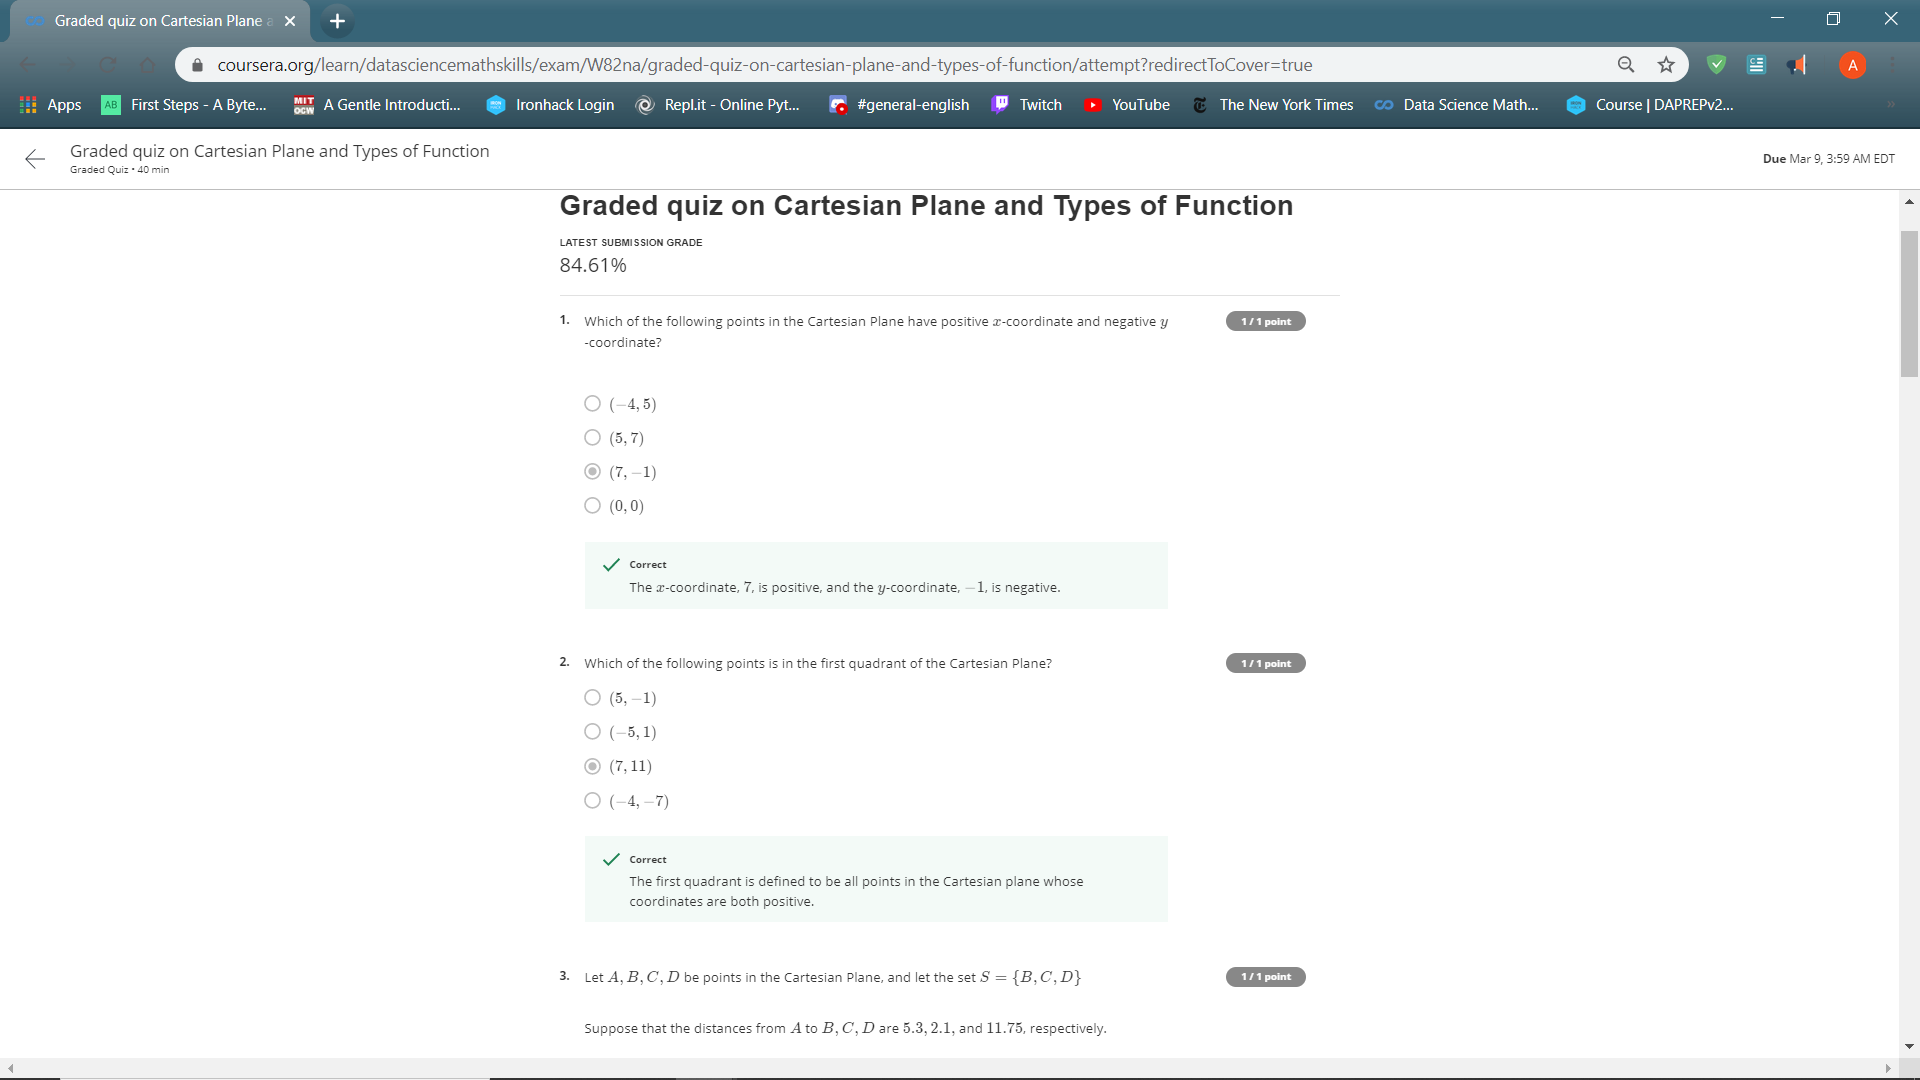 Graded quiz on Cartesian Plane a
coursera.org/learn/datasciencemathskills/exam/W82na/graded-quiz-on-cartesian-plane-and-types-of-function/attempt?redirectToCover=true
A
Apps AB First Steps - A Byte... MIT OCW A Gentle Introducti... Ironhack Login Repl.it - Online Pyt... #general-english Twitch YouTube The New York Times Data Science Math... Course | DAPREPv2...
Graded quiz on Cartesian Plane and Types of Function
Graded Quiz • 40 min
Due Mar 9, 3:59 AM EDT
Graded quiz on Cartesian Plane and Types of Function
LATEST SUBMISSION GRADE
84.61%
1. Which of the following points in the Cartesian Plane have positive x-coordinate and negative y
-coordinate?
1 / 1 point
(−4, 5)
(5, 7)
(7, −1)
(0, 0)
Correct
The x-coordinate, 7, is positive, and the y-coordinate, −1, is negative.
2. Which of the following points is in the first quadrant of the Cartesian Plane?
1 / 1 point
(5, −1)
(−5, 1)
(7, 11)
(−4, −7)
Correct
The first quadrant is defined to be all points in the Cartesian plane whose
coordinates are both positive.
3. Let A, B, C, D be points in the Cartesian Plane, and let the set S = {B, C, D}
1 / 1 point
Suppose that the distances from A to B, C, D are 5.3, 2.1, and 11.75, respectively.